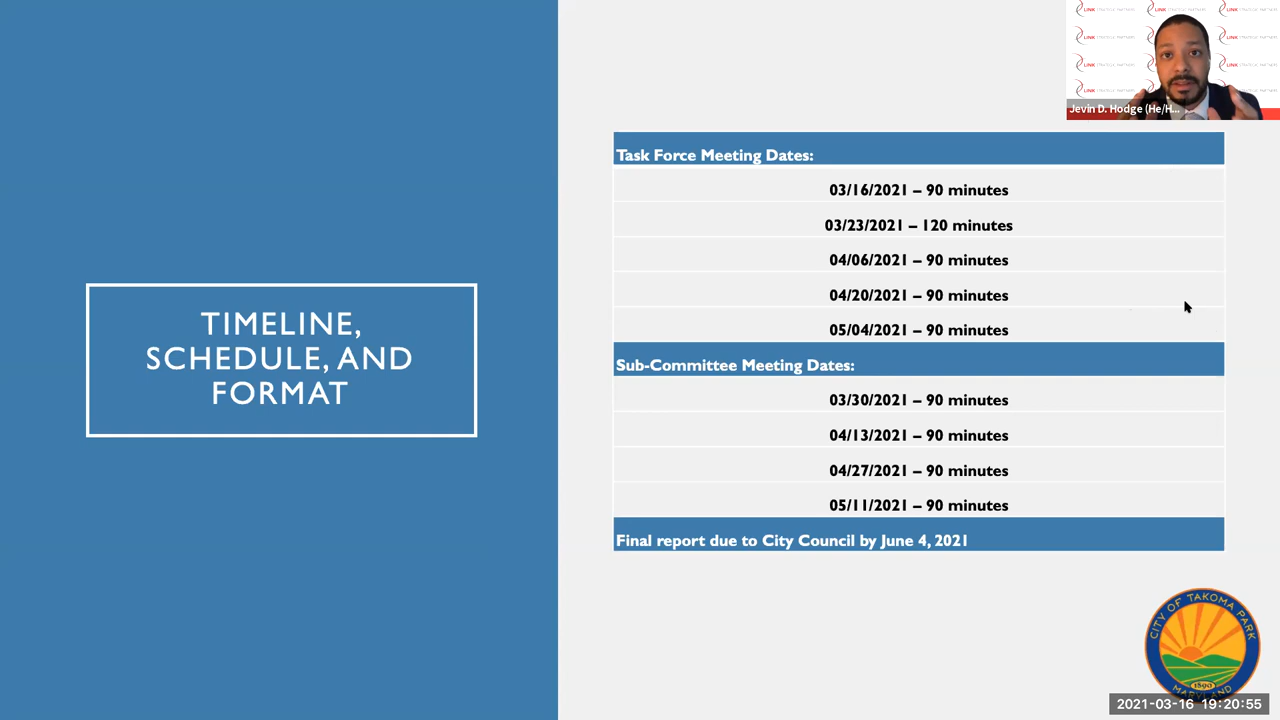 LINK STRATEGIC PARTNERS
Jevin D. Hodge (He/H...
Task Force Meeting Dates:
03/16/2021 – 90 minutes
03/23/2021 – 120 minutes
04/06/2021 – 90 minutes
04/20/2021 – 90 minutes
05/04/2021 – 90 minutes
Sub-Committee Meeting Dates:
03/30/2021 – 90 minutes
04/13/2021 – 90 minutes
04/27/2021 – 90 minutes
05/11/2021 – 90 minutes
Final report due to City Council by June 4, 2021
TIMELINE,
SCHEDULE, AND
FORMAT
CITY OF TAKOMA PARK
1890
MARYLAND
2021-03-16 19:20:55